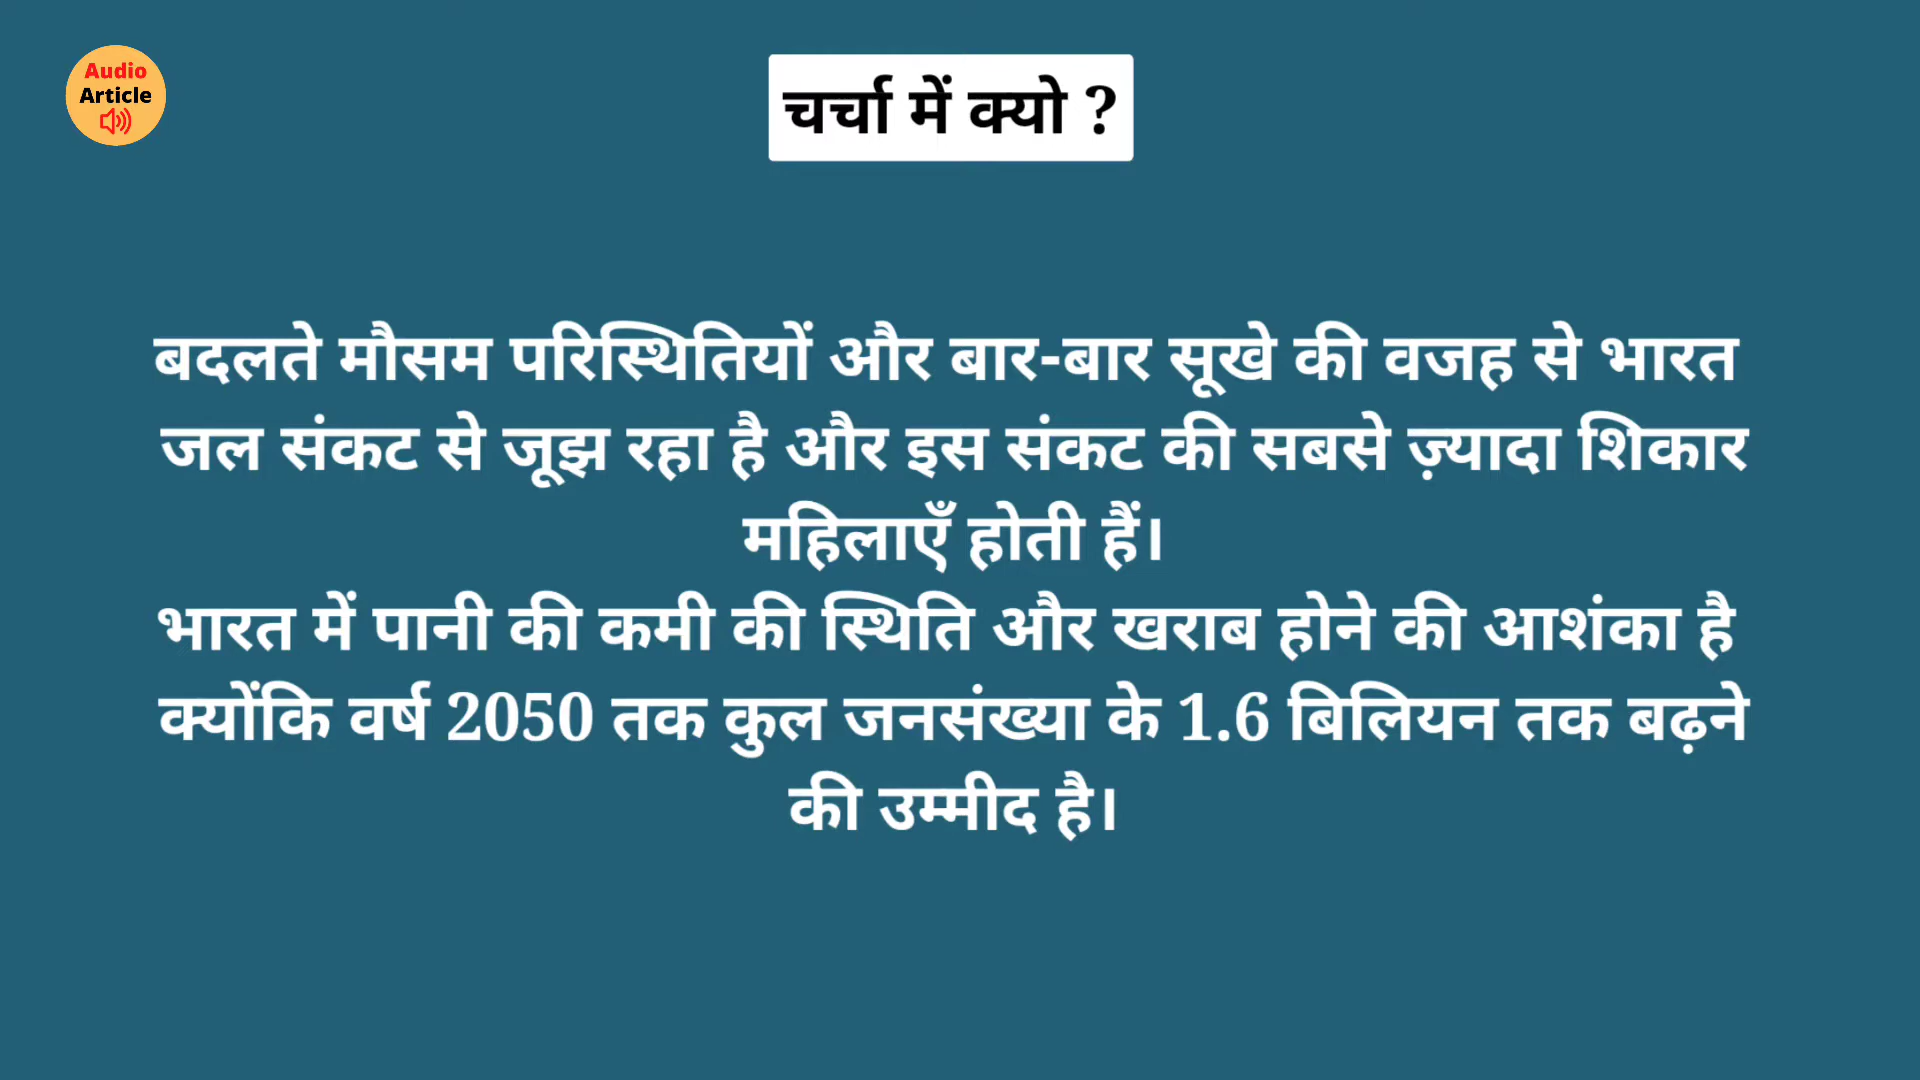 Audio
Article
चर्चा में क्यो ?
बदलते मौसम परिस्थितियों और बार-बार सूखे की वजह से भारत
जल संकट से जूझ रहा है और इस संकट की सबसे ज़्यादा शिकार
महिलाएँ होती हैं।
भारत में पानी की कमी की स्थिति और खराब होने की आशंका है
क्योंकि वर्ष 2050 तक कुल जनसंख्या के 1.6 बिलियन तक बढ़ने
की उम्मीद है।